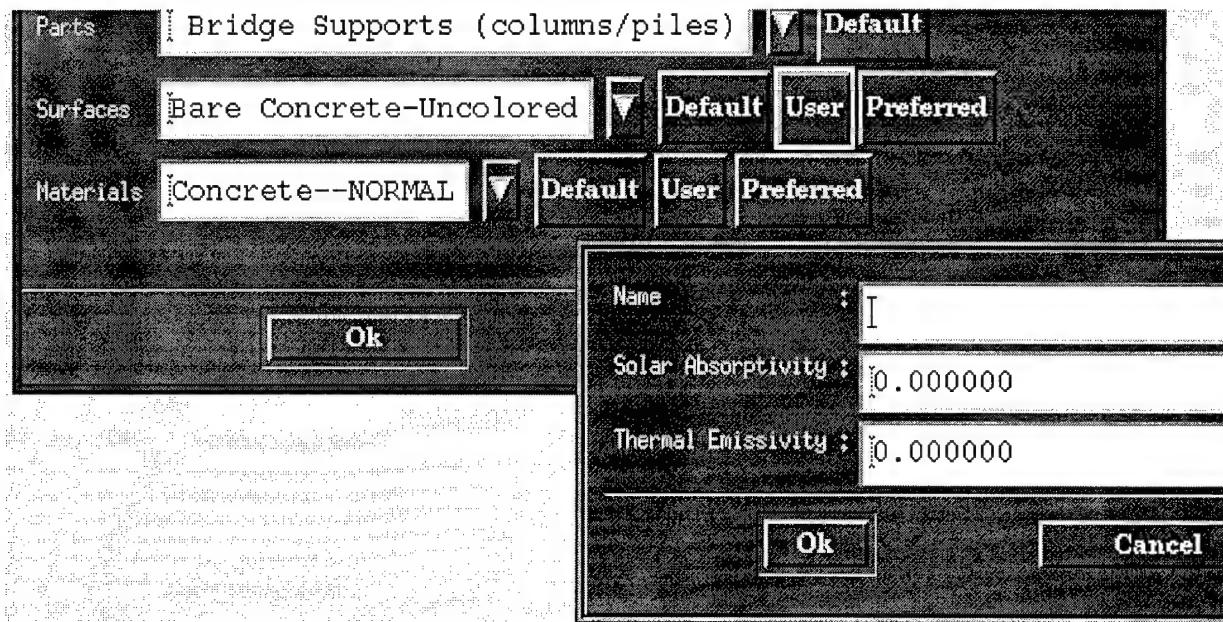 Parts Bridge Supports (columns/piles) Default
Surfaces Bare Concrete-Uncolored Default User Preferred
Materials Concrete--NORMAL Default User Preferred
Ok
Name :
Solar Absorptivity : 0.000000
Thermal Emissivity : 0.000000
Ok Cancel